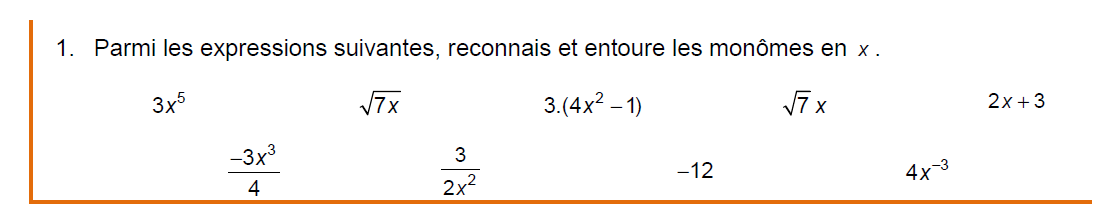 1. Parmi les expressions suivantes, reconnais et entoure les monômes en x .
3x⁵ √(7x) 3.(4x² – 1) √7 x 2x + 3
–3x³/4 3/2x² –12 4x⁻³